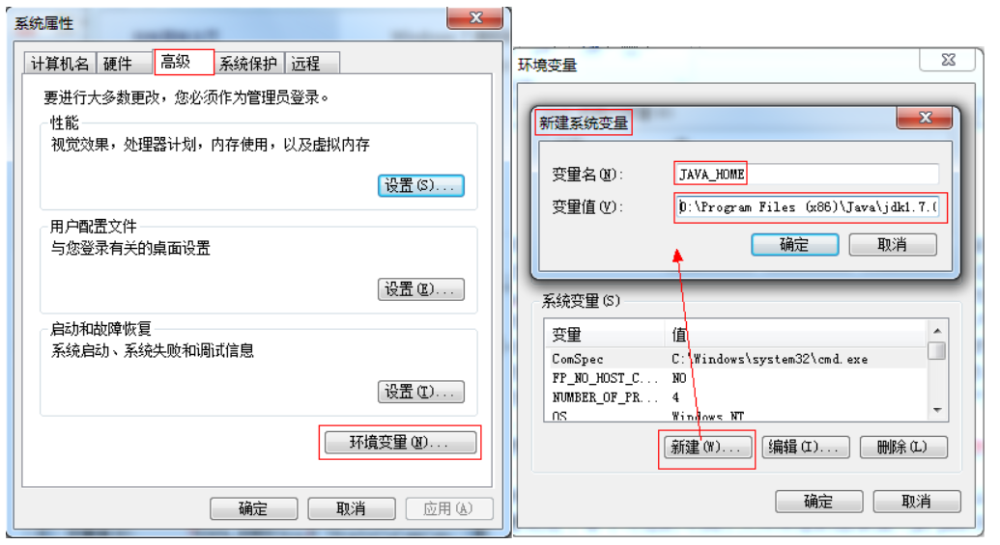 系统属性
计算机名 硬件 高级 系统保护 远程
要进行大多数更改，您必须作为管理员登录。
性能
视觉效果，处理器计划，内存使用，以及虚拟内存
设置(S)...
用户配置文件
与您登录有关的桌面设置
设置(E)...
启动和故障恢复
系统启动、系统失败和调试信息
设置(T)...
环境变量(N)...
确定 取消 应用(A)
环境变量
新建系统变量
变量名(N): JAVA_HOME
变量值(V): D:\Program Files (x86)\Java\jdk1.7.(
确定 取消
系统变量(S)
变量 值
ComSpec C:\Windows\system32\cmd.exe
FP_NO_HOST_C... NO
NUMBER_OF_PR... 4
OS Windows_NT
新建(W)... 编辑(I)... 删除(L)
确定 取消